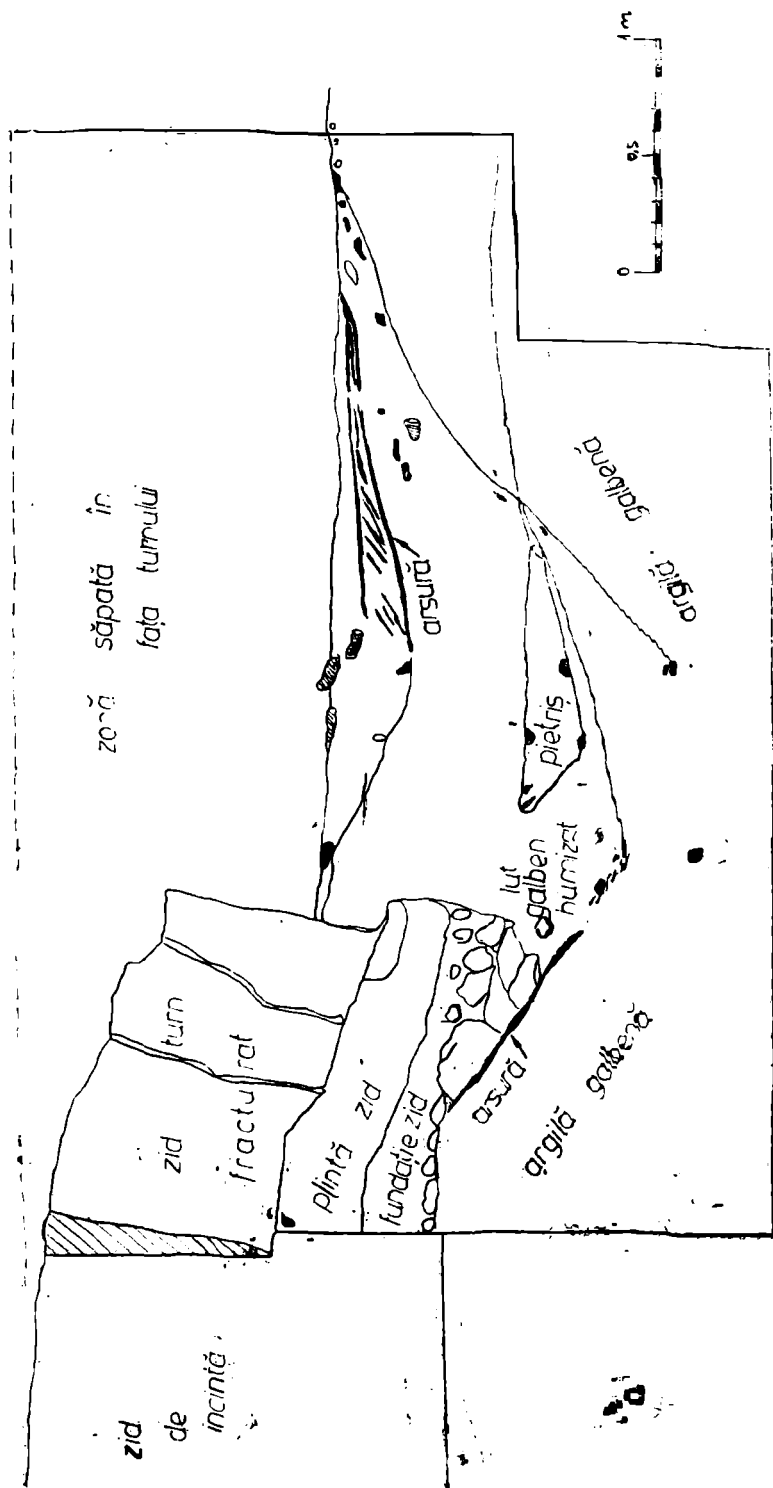 zid
de
incintă
zid
turn
fracturat
plintă zid
fundație zid
zonă săpată în
fața turnului
arsură
pietriș
lut
galben
humizat
arsură
argilă galbenă
argilă galbenă
0
0,5
1m